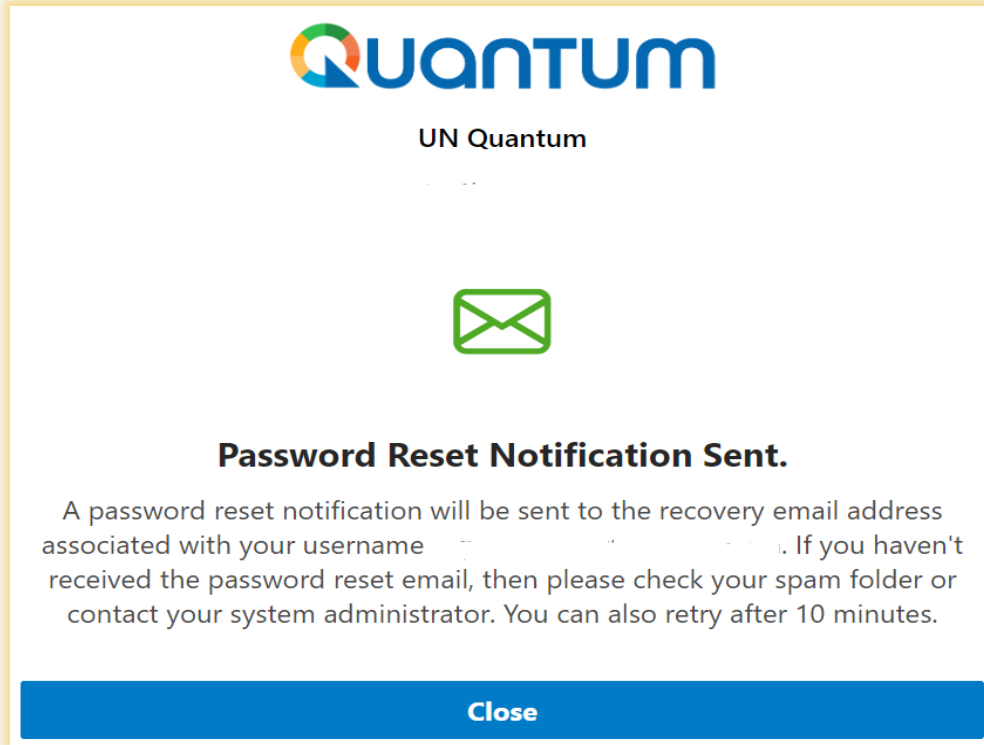 QUANTUM
UN Quantum
Password Reset Notification Sent.
A password reset notification will be sent to the recovery email address
associated with your username . If you haven't
received the password reset email, then please check your spam folder or
contact your system administrator. You can also retry after 10 minutes.
Close